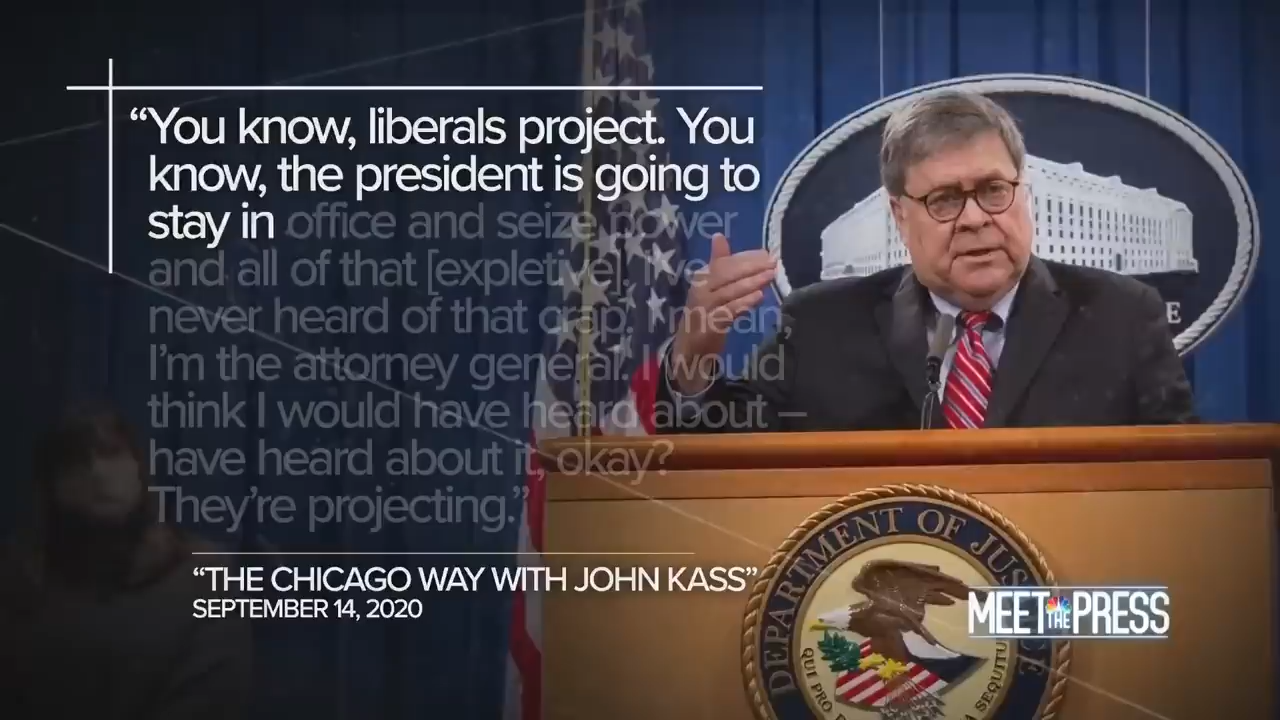 “You know, liberals project. You
know, the president is going to
stay in office and seize power
and all of that [expletive]. I’ve
never heard of that crap. I mean,
I’m the attorney general. I would
think I would have heard about –
have heard about it, okay?
They’re projecting.”
“THE CHICAGO WAY WITH JOHN KASS”
SEPTEMBER 14, 2020
E
DEPARTMENT OF JUSTICE
QUI PRO D
A SEQUITU
MEET THE PRESS